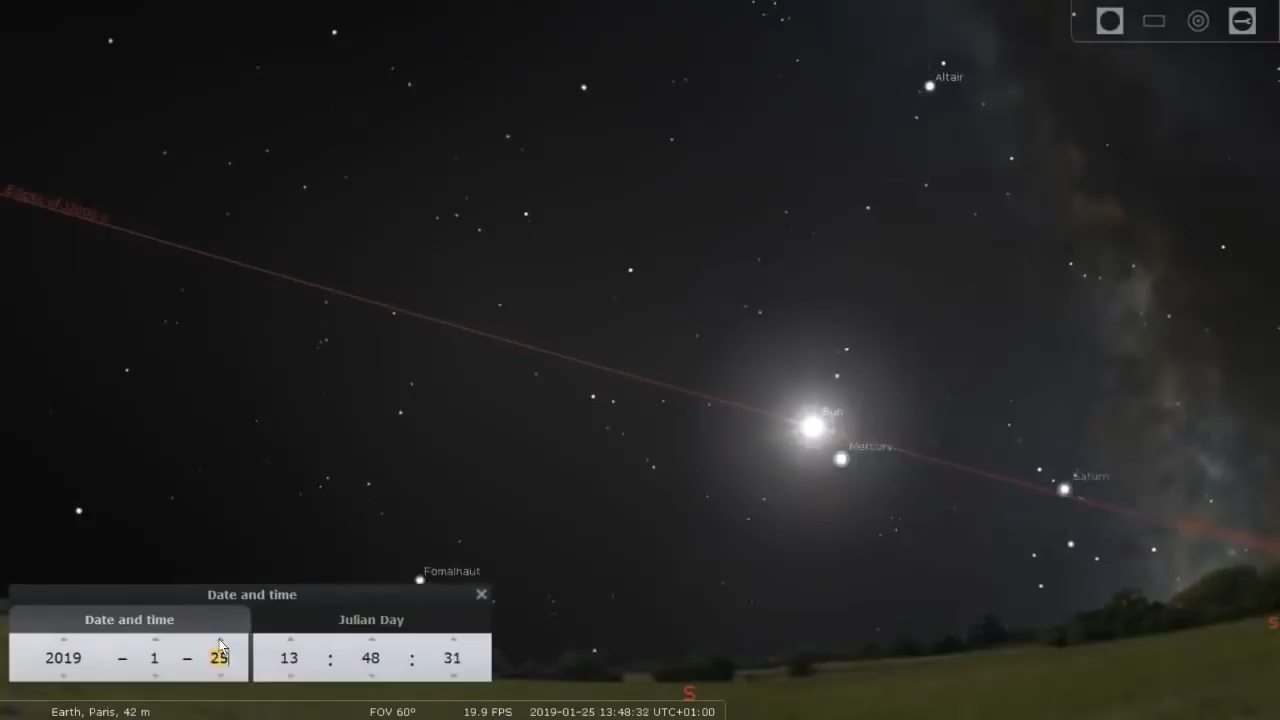 Altair
Sun
Mercury
Saturn
Fomalhaut
Date and time
Date and time
Julian Day
2019 - 1 - 25
13 : 48 : 31
S
S
Earth, Paris, 42 m
FOV 60°
19.9 FPS
2019-01-25 13:48:32 UTC+01:00